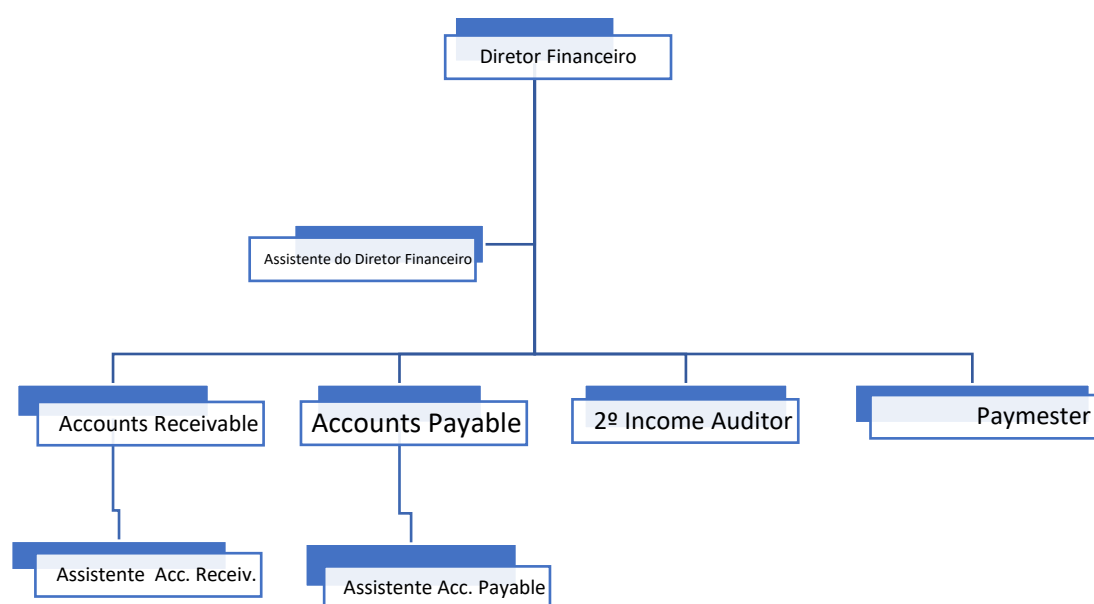 Diretor Financeiro
Assistente do Diretor Financeiro
Accounts Receivable
Accounts Payable
2º Income Auditor
Paymester
Assistente Acc. Receiv.
Assistente Acc. Payable